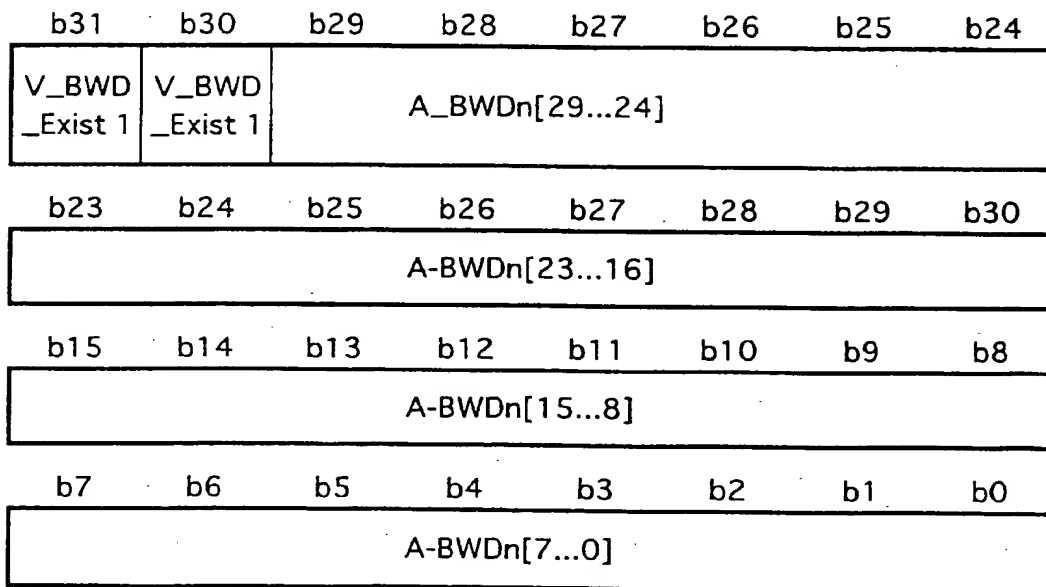 b31 b30 b29 b28 b27 b26 b25 b24
V_BWD V_BWD
_Exist 1 _Exist 1 A_BWDn[29...24]
b23 b24 b25 b26 b27 b28 b29 b30
A-BWDn[23...16]
b15 b14 b13 b12 b11 b10 b9 b8
A-BWDn[15...8]
b7 b6 b5 b4 b3 b2 b1 b0
A-BWDn[7...0]